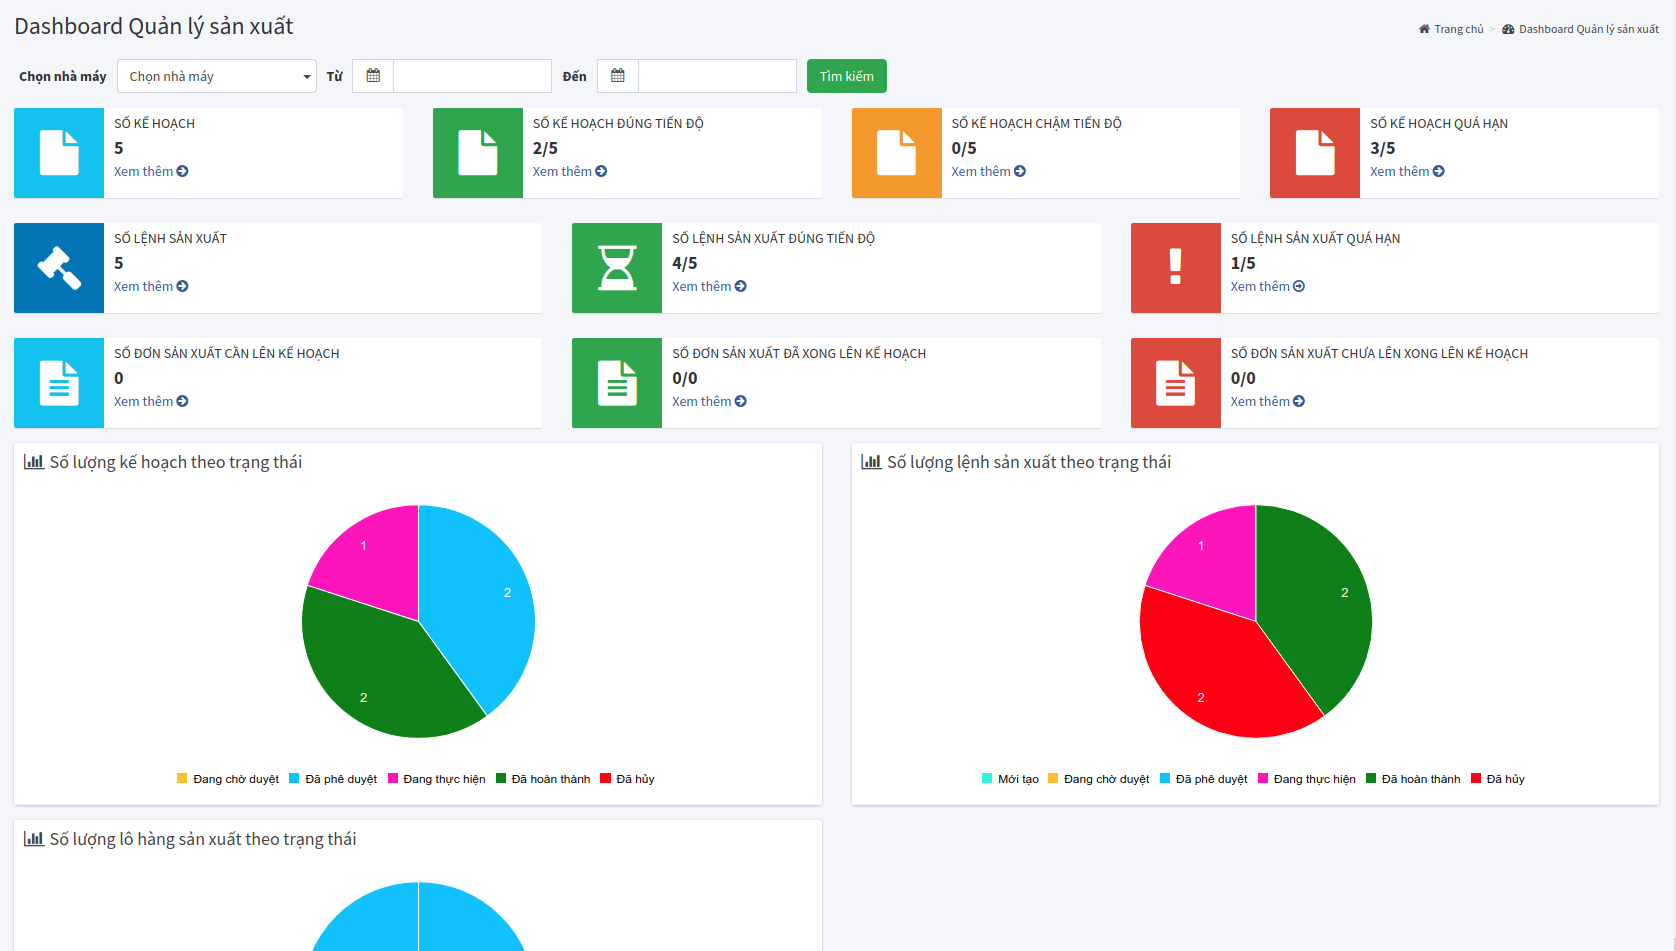 Dashboard Quản lý sản xuất
Trang chủ > Dashboard Quản lý sản xuất
Chọn nhà máy Chọn nhà máy Từ Đến Tìm kiếm
SỐ KẾ HOẠCH
5
Xem thêm
SỐ KẾ HOẠCH ĐÚNG TIẾN ĐỘ
2/5
Xem thêm
SỐ KẾ HOẠCH CHẬM TIẾN ĐỘ
0/5
Xem thêm
SỐ KẾ HOẠCH QUÁ HẠN
3/5
Xem thêm
SỐ LỆNH SẢN XUẤT
5
Xem thêm
SỐ LỆNH SẢN XUẤT ĐÚNG TIẾN ĐỘ
4/5
Xem thêm
SỐ LỆNH SẢN XUẤT QUÁ HẠN
1/5
Xem thêm
SỐ ĐƠN SẢN XUẤT CẦN LÊN KẾ HOẠCH
0
Xem thêm
SỐ ĐƠN SẢN XUẤT ĐÃ XONG LÊN KẾ HOẠCH
0/0
Xem thêm
SỐ ĐƠN SẢN XUẤT CHƯA LÊN XONG LÊN KẾ HOẠCH
0/0
Xem thêm
Số lượng kế hoạch theo trạng thái
1
2
2
Đang chờ duyệt Đã phê duyệt Đang thực hiện Đã hoàn thành Đã hủy
Số lượng lệnh sản xuất theo trạng thái
1
2
2
Mới tạo Đang chờ duyệt Đã phê duyệt Đang thực hiện Đã hoàn thành Đã hủy
Số lượng lô hàng sản xuất theo trạng thái